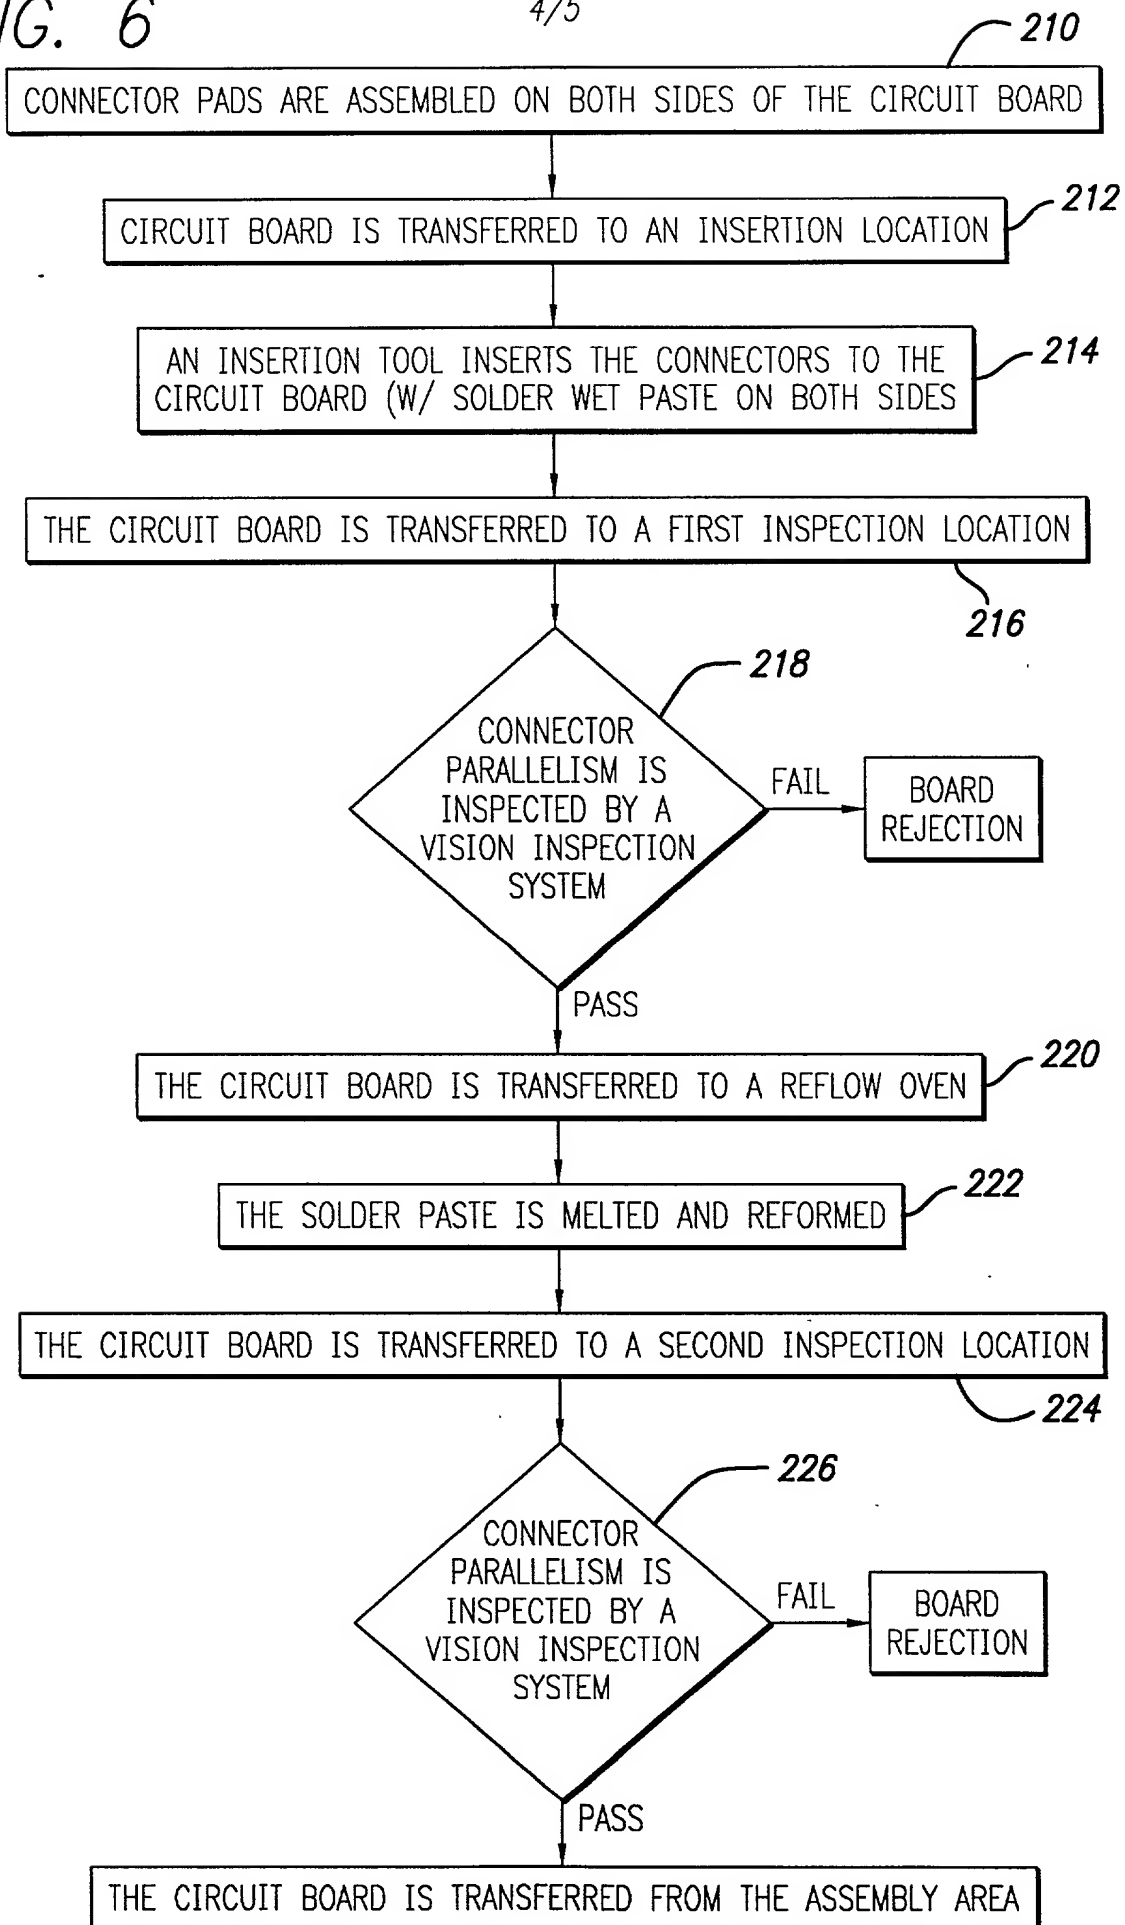 FIG. 6
4/5
210
CONNECTOR PADS ARE ASSEMBLED ON BOTH SIDES OF THE CIRCUIT BOARD
212
CIRCUIT BOARD IS TRANSFERRED TO AN INSERTION LOCATION
214
AN INSERTION TOOL INSERTS THE CONNECTORS TO THE
CIRCUIT BOARD (W/ SOLDER WET PASTE ON BOTH SIDES
THE CIRCUIT BOARD IS TRANSFERRED TO A FIRST INSPECTION LOCATION
216
218
CONNECTOR
PARALLELISM IS
INSPECTED BY A
VISION INSPECTION
SYSTEM
FAIL
BOARD
REJECTION
PASS
220
THE CIRCUIT BOARD IS TRANSFERRED TO A REFLOW OVEN
222
THE SOLDER PASTE IS MELTED AND REFORMED
THE CIRCUIT BOARD IS TRANSFERRED TO A SECOND INSPECTION LOCATION
224
226
CONNECTOR
PARALLELISM IS
INSPECTED BY A
VISION INSPECTION
SYSTEM
FAIL
BOARD
REJECTION
PASS
THE CIRCUIT BOARD IS TRANSFERRED FROM THE ASSEMBLY AREA